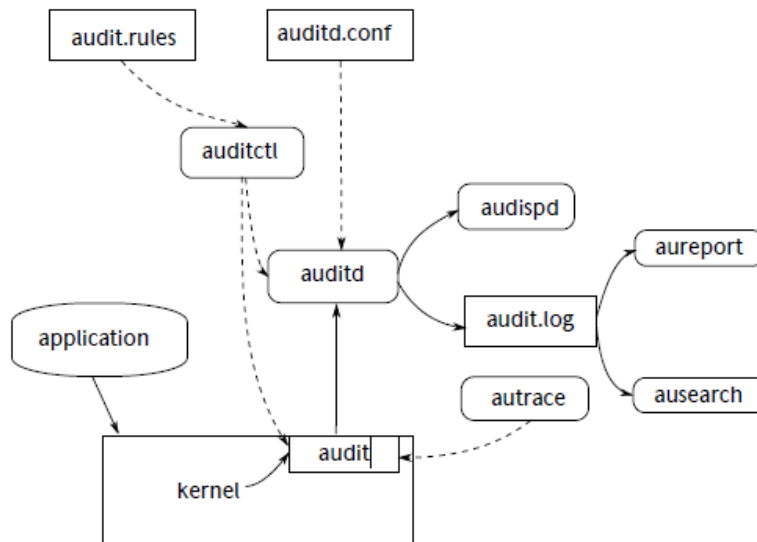 audit.rules
auditd.conf
auditctl
audispd
auditd
aureport
audit.log
application
autrace
ausearch
audit
kernel